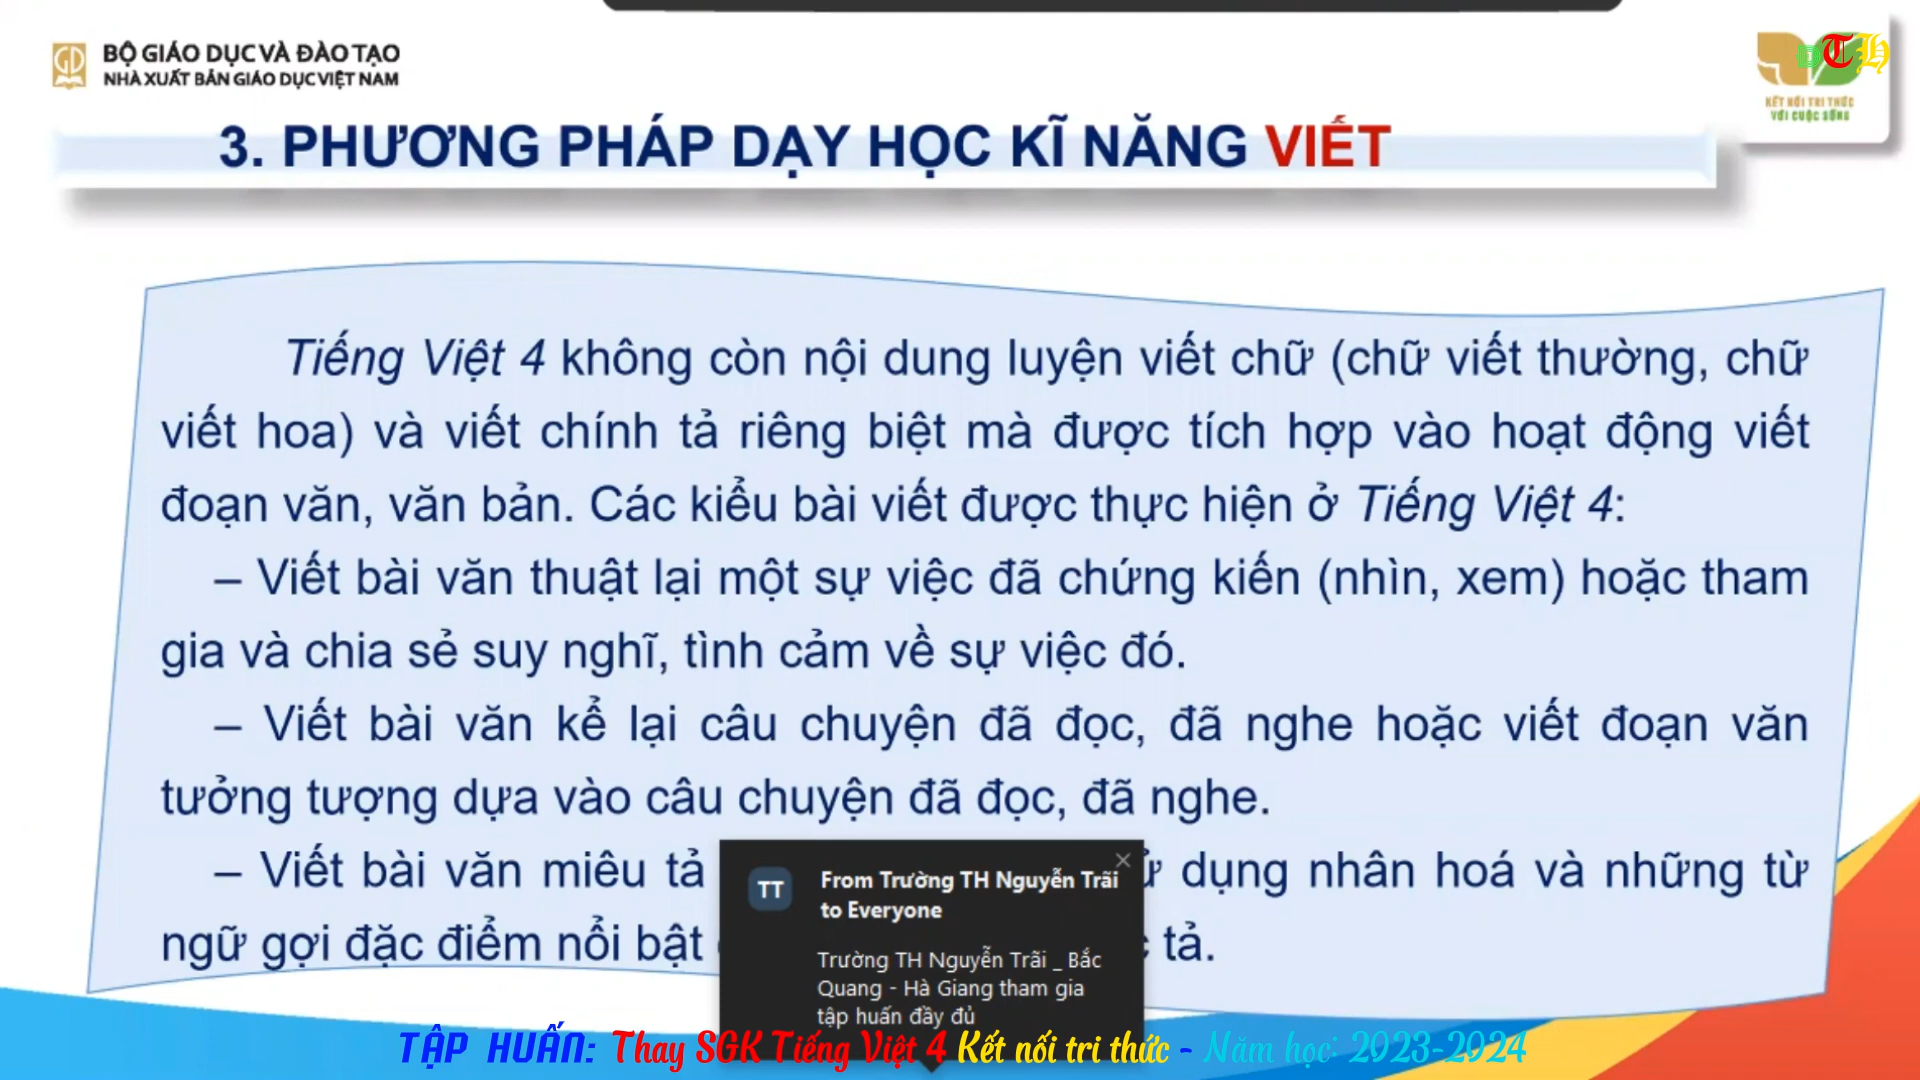 BỘ GIÁO DỤC VÀ ĐÀO TẠO
NHÀ XUẤT BẢN GIÁO DỤC VIỆT NAM
TH
KẾT NỐI TRI THỨC
VỚI CUỘC SỐNG
3. PHƯƠNG PHÁP DẠY HỌC KĨ NĂNG VIẾT
Tiếng Việt 4 không còn nội dung luyện viết chữ (chữ viết thường, chữ
viết hoa) và viết chính tả riêng biệt mà được tích hợp vào hoạt động viết
đoạn văn, văn bản. Các kiểu bài viết được thực hiện ở Tiếng Việt 4:
– Viết bài văn thuật lại một sự việc đã chứng kiến (nhìn, xem) hoặc tham
gia và chia sẻ suy nghĩ, tình cảm về sự việc đó.
– Viết bài văn kể lại câu chuyện đã đọc, đã nghe hoặc viết đoạn văn
tưởng tượng dựa vào câu chuyện đã đọc, đã nghe.
– Viết bài văn miêu tả dụng nhân hoá và những từ
ngữ gợi đặc điểm nổi bật tả.
TT
From Trường TH Nguyễn Trãi
to Everyone
Trường TH Nguyễn Trãi _ Bắc
Quang - Hà Giang tham gia
tập huấn đầy đủ
TẬP HUẤN: Thay SGK Tiếng Việt 4 Kết nối tri thức - Năm học: 2023-2024